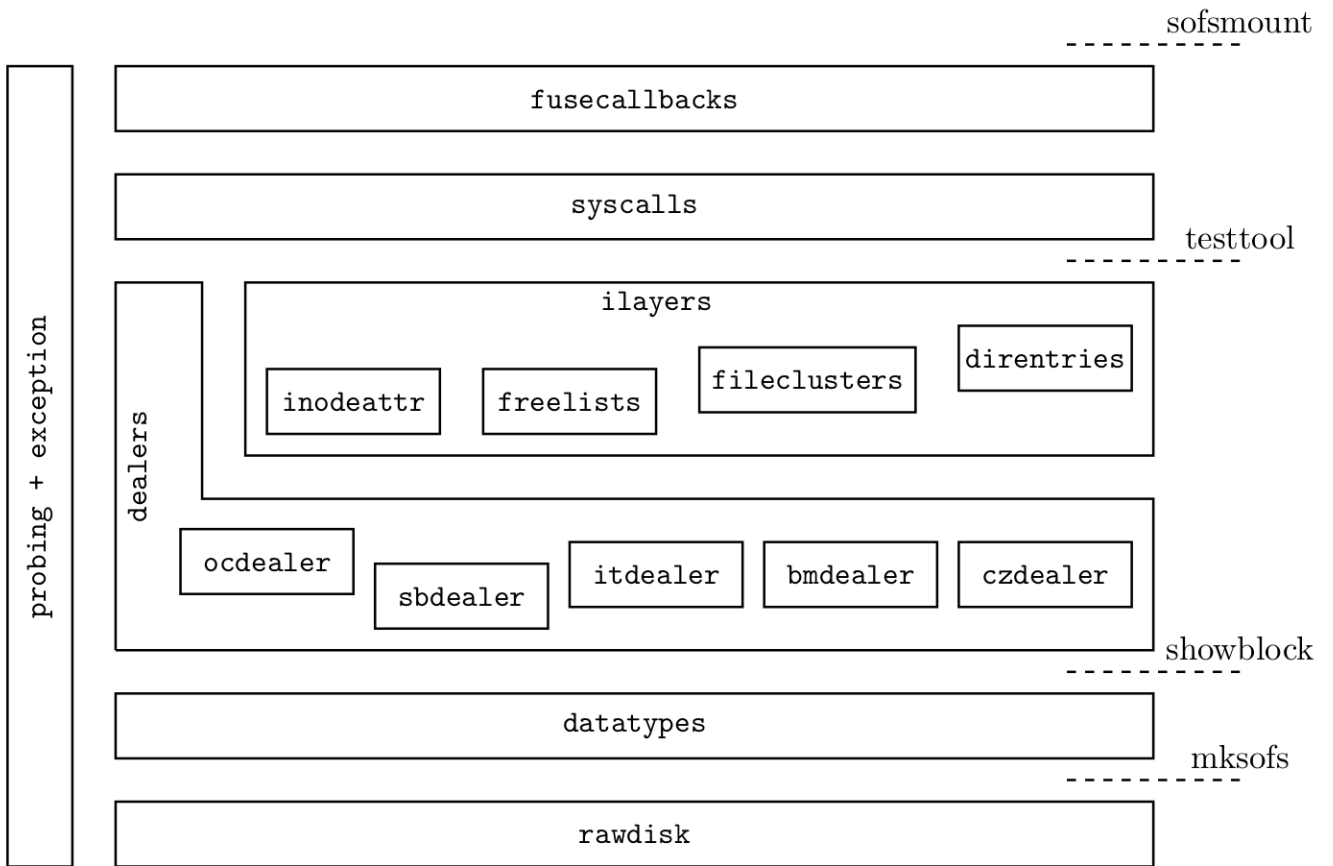 sofsmount
fusecallbacks
syscalls
testtool
ilayers
direntries
fileclusters
inodeattr
freelists
probing + exception
dealers
ocdealer
sbdealer
itdealer
bmdealer
czdealer
showblock
datatypes
mksofs
rawdisk